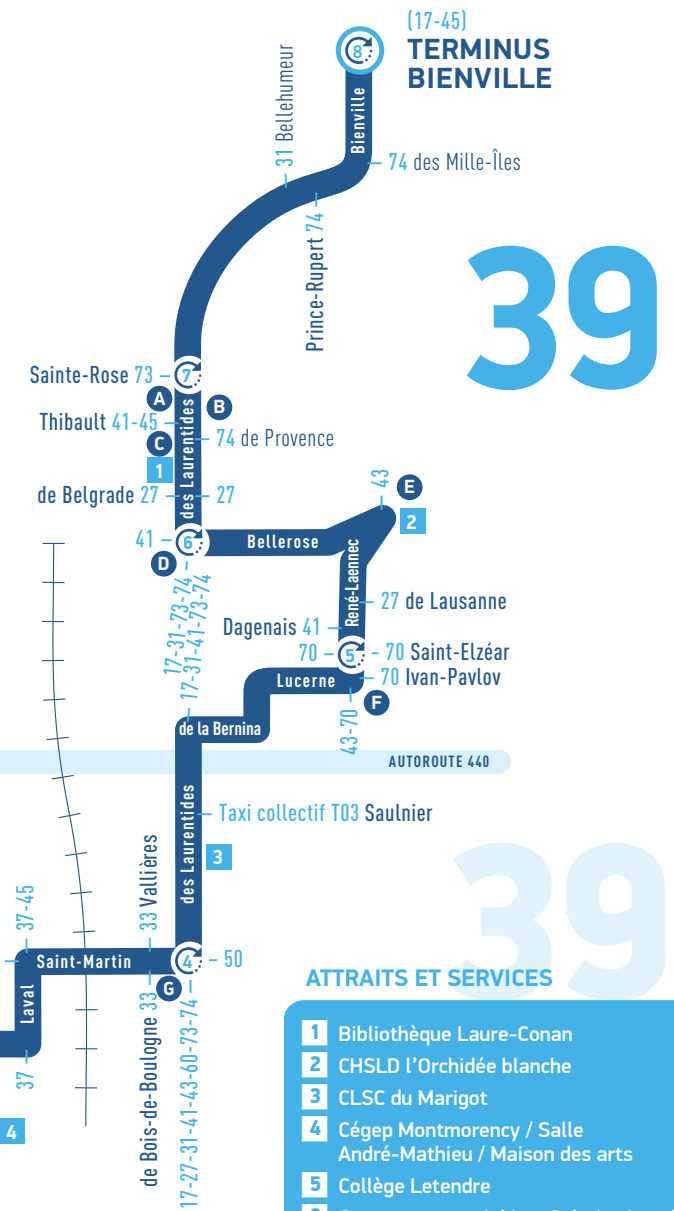 (17-45)
TERMINUS
BIENVILLE
8
Bienville
31 Bellehumeur
74 des Mille-Îles
Prince-Rupert 74
39
Sainte-Rose 73
7
A
B
Thibault 41-45
C
74 de Provence
1
des Laurentides
de Belgrade 27
27
43
E
2
41
6
D
Bellerose
René-Laennec
17-31-73-74
17-31-41-73-74
27 de Lausanne
Dagenais 41
70
5
70 Saint-Elzéar
70 Ivan-Pavlov
Lucerne
F
43-70
de la Bernina
AUTOROUTE 440
Taxi collectif T03 Saulnier
des Laurentides
3
33 Vallières
37-45
Saint-Martin
4
50
G
Laval
37
4
de Bois-de-Boulogne 33
17-27-31-41-43-60-73-74
39
ATTRAITS ET SERVICES
1 Bibliothèque Laure-Conan
2 CHSLD l’Orchidée blanche
3 CLSC du Marigot
4 Cégep Montmorency / Salle
André-Mathieu / Maison des arts
5 Collège Letendre